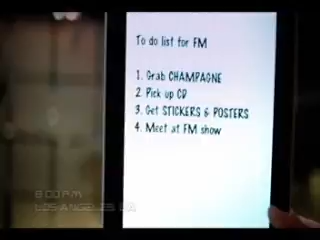 To do list for FM
1. Grab CHAMPAGNE
2. Pick up CD
3. Get STICKERS & POSTERS
4. Meet at FM show
8:00 P.M.
LOS ANGELES, CA